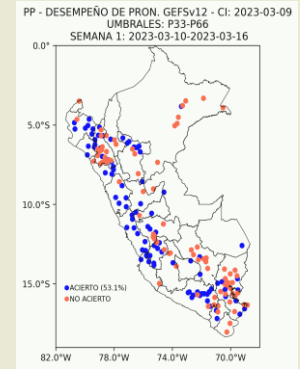 PP - DESEMPEÑO DE PRON. GEFSv12 - CI: 2023-03-09
UMBRALES: P33-P66
SEMANA 1: 2023-03-10-2023-03-16
0.0°
5.0°S
10.0°S
15.0°S
ACIERTO (53.1%)
NO ACIERTO
82.0°W 78.0°W 74.0°W 70.0°W